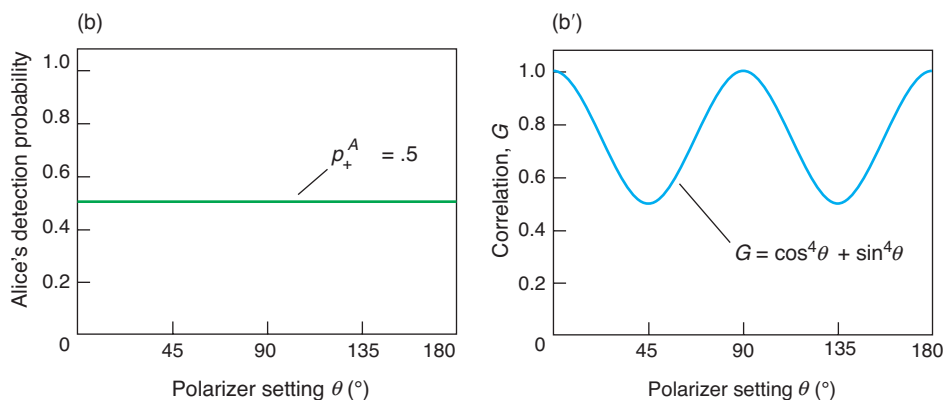 (b)
Alice's detection probability
1.0
0.8
0.6
0.4
0.2
0
p₊ᴬ = .5
45
90
135
180
Polarizer setting θ (°)
(b′)
Correlation, G
1.0
0.8
0.6
0.4
0.2
0
G = cos⁴θ + sin⁴θ
45
90
135
180
Polarizer setting θ (°)